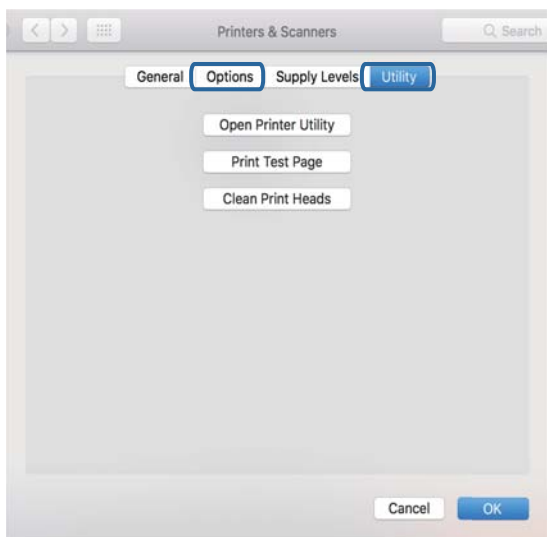 Printers & Scanners
Search
General Options Supply Levels Utility
Open Printer Utility
Print Test Page
Clean Print Heads
Cancel OK